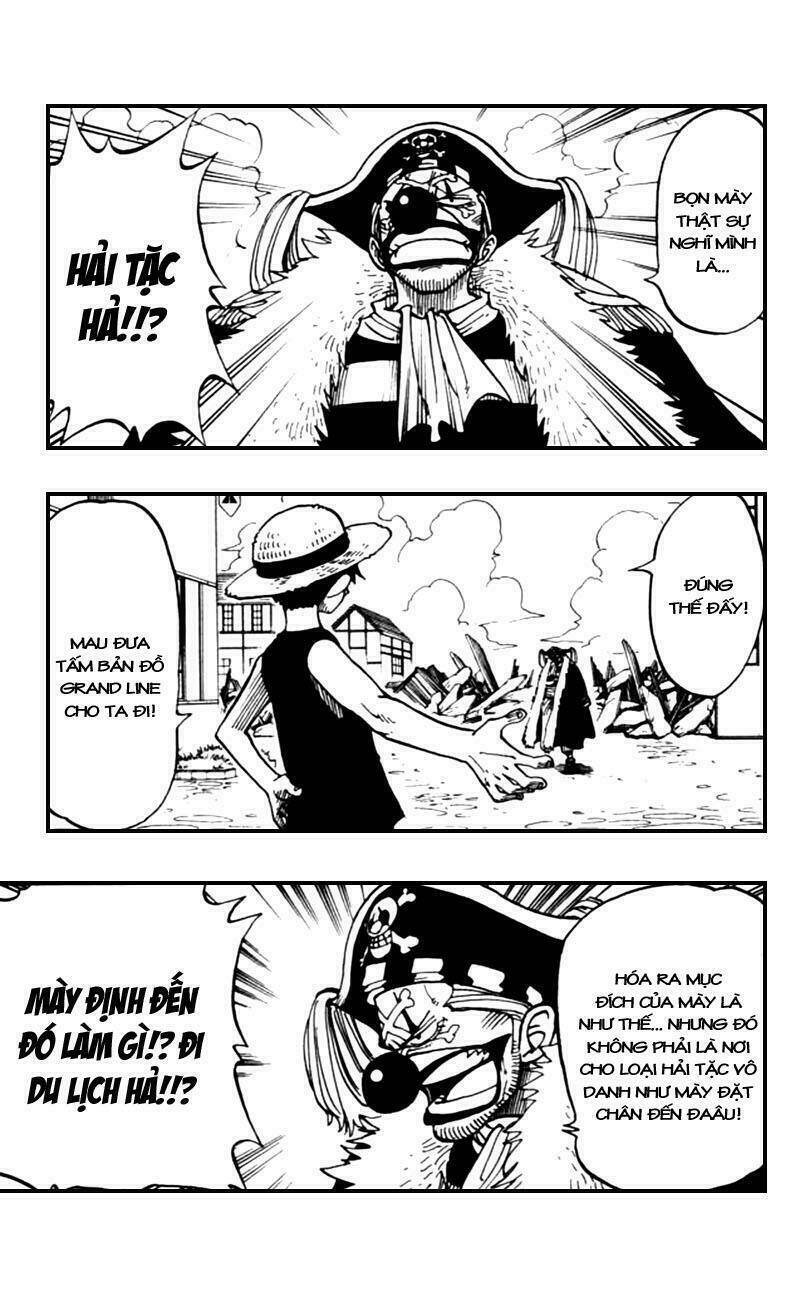 BỌN MÀY
THẬT SỰ
NGHĨ MÌNH
LÀ...
HẢI TẶC
HẢ!!?
ĐÚNG
THẾ ĐẤY!
MAU ĐƯA
TẤM BẢN ĐỒ
GRAND LINE
CHO TA ĐI!
HÓA RA MỤC
ĐÍCH CỦA MÀY LÀ
NHƯ THẾ... NHƯNG ĐÓ
KHÔNG PHẢI LÀ NƠI
CHO LOẠI HẢI TẶC VÔ
DANH NHƯ MÀY ĐẶT
CHÂN ĐẾN ĐAÂU!
MÀY ĐỊNH ĐẾN
ĐÓ LÀM GÌ!? ĐI
DU LỊCH HẢ!!?